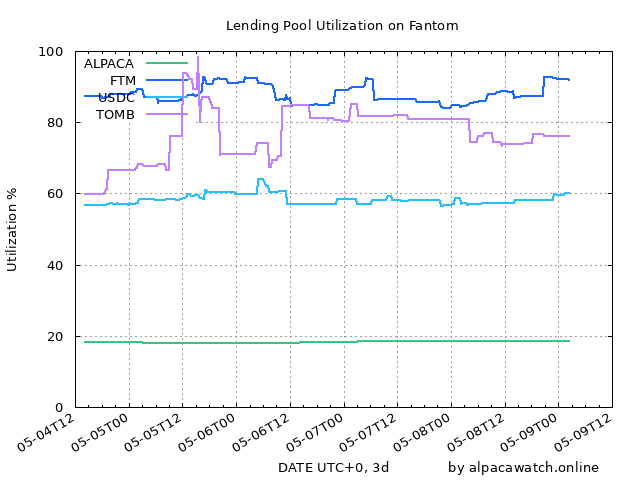 Lending Pool Utilization on Fantom
100
80
60
40
20
0
Utilization %
ALPACA
FTM
USDC
TOMB
05-04T12
05-05T00
05-05T12
05-06T00
05-06T12
05-07T00
05-07T12
05-08T00
05-08T12
05-09T00
05-09T12
DATE UTC+0, 3d
by alpacawatch.online